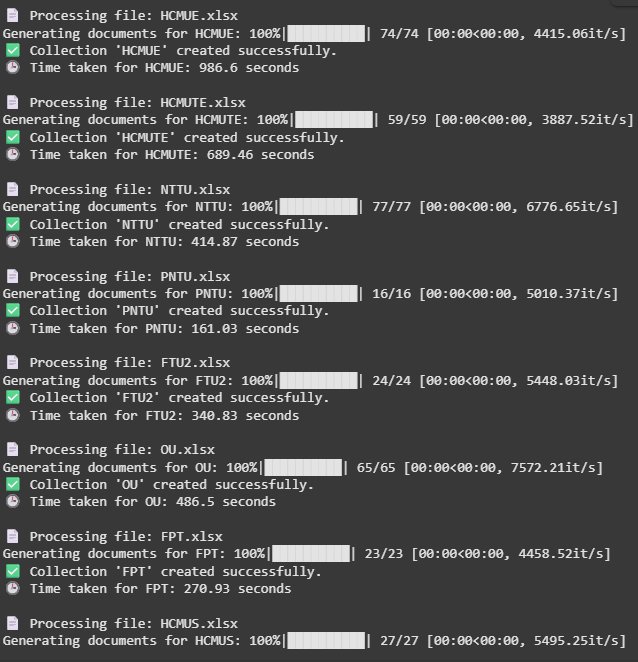 📄 Processing file: HCMUE.xlsx
Generating documents for HCMUE: 100%|██████████| 74/74 [00:00<00:00, 4415.06it/s]
✅ Collection 'HCMUE' created successfully.
🕒 Time taken for HCMUE: 986.6 seconds
📄 Processing file: HCMUTE.xlsx
Generating documents for HCMUTE: 100%|██████████| 59/59 [00:00<00:00, 3887.52it/s]
✅ Collection 'HCMUTE' created successfully.
🕒 Time taken for HCMUTE: 689.46 seconds
📄 Processing file: NTTU.xlsx
Generating documents for NTTU: 100%|██████████| 77/77 [00:00<00:00, 6776.65it/s]
✅ Collection 'NTTU' created successfully.
🕒 Time taken for NTTU: 414.87 seconds
📄 Processing file: PNTU.xlsx
Generating documents for PNTU: 100%|██████████| 16/16 [00:00<00:00, 5010.37it/s]
✅ Collection 'PNTU' created successfully.
🕒 Time taken for PNTU: 161.03 seconds
📄 Processing file: FTU2.xlsx
Generating documents for FTU2: 100%|██████████| 24/24 [00:00<00:00, 5448.03it/s]
✅ Collection 'FTU2' created successfully.
🕒 Time taken for FTU2: 340.83 seconds
📄 Processing file: OU.xlsx
Generating documents for OU: 100%|██████████| 65/65 [00:00<00:00, 7572.21it/s]
✅ Collection 'OU' created successfully.
🕒 Time taken for OU: 486.5 seconds
📄 Processing file: FPT.xlsx
Generating documents for FPT: 100%|██████████| 23/23 [00:00<00:00, 4458.52it/s]
✅ Collection 'FPT' created successfully.
🕒 Time taken for FPT: 270.93 seconds
📄 Processing file: HCMUS.xlsx
Generating documents for HCMUS: 100%|██████████| 27/27 [00:00<00:00, 5495.25it/s]